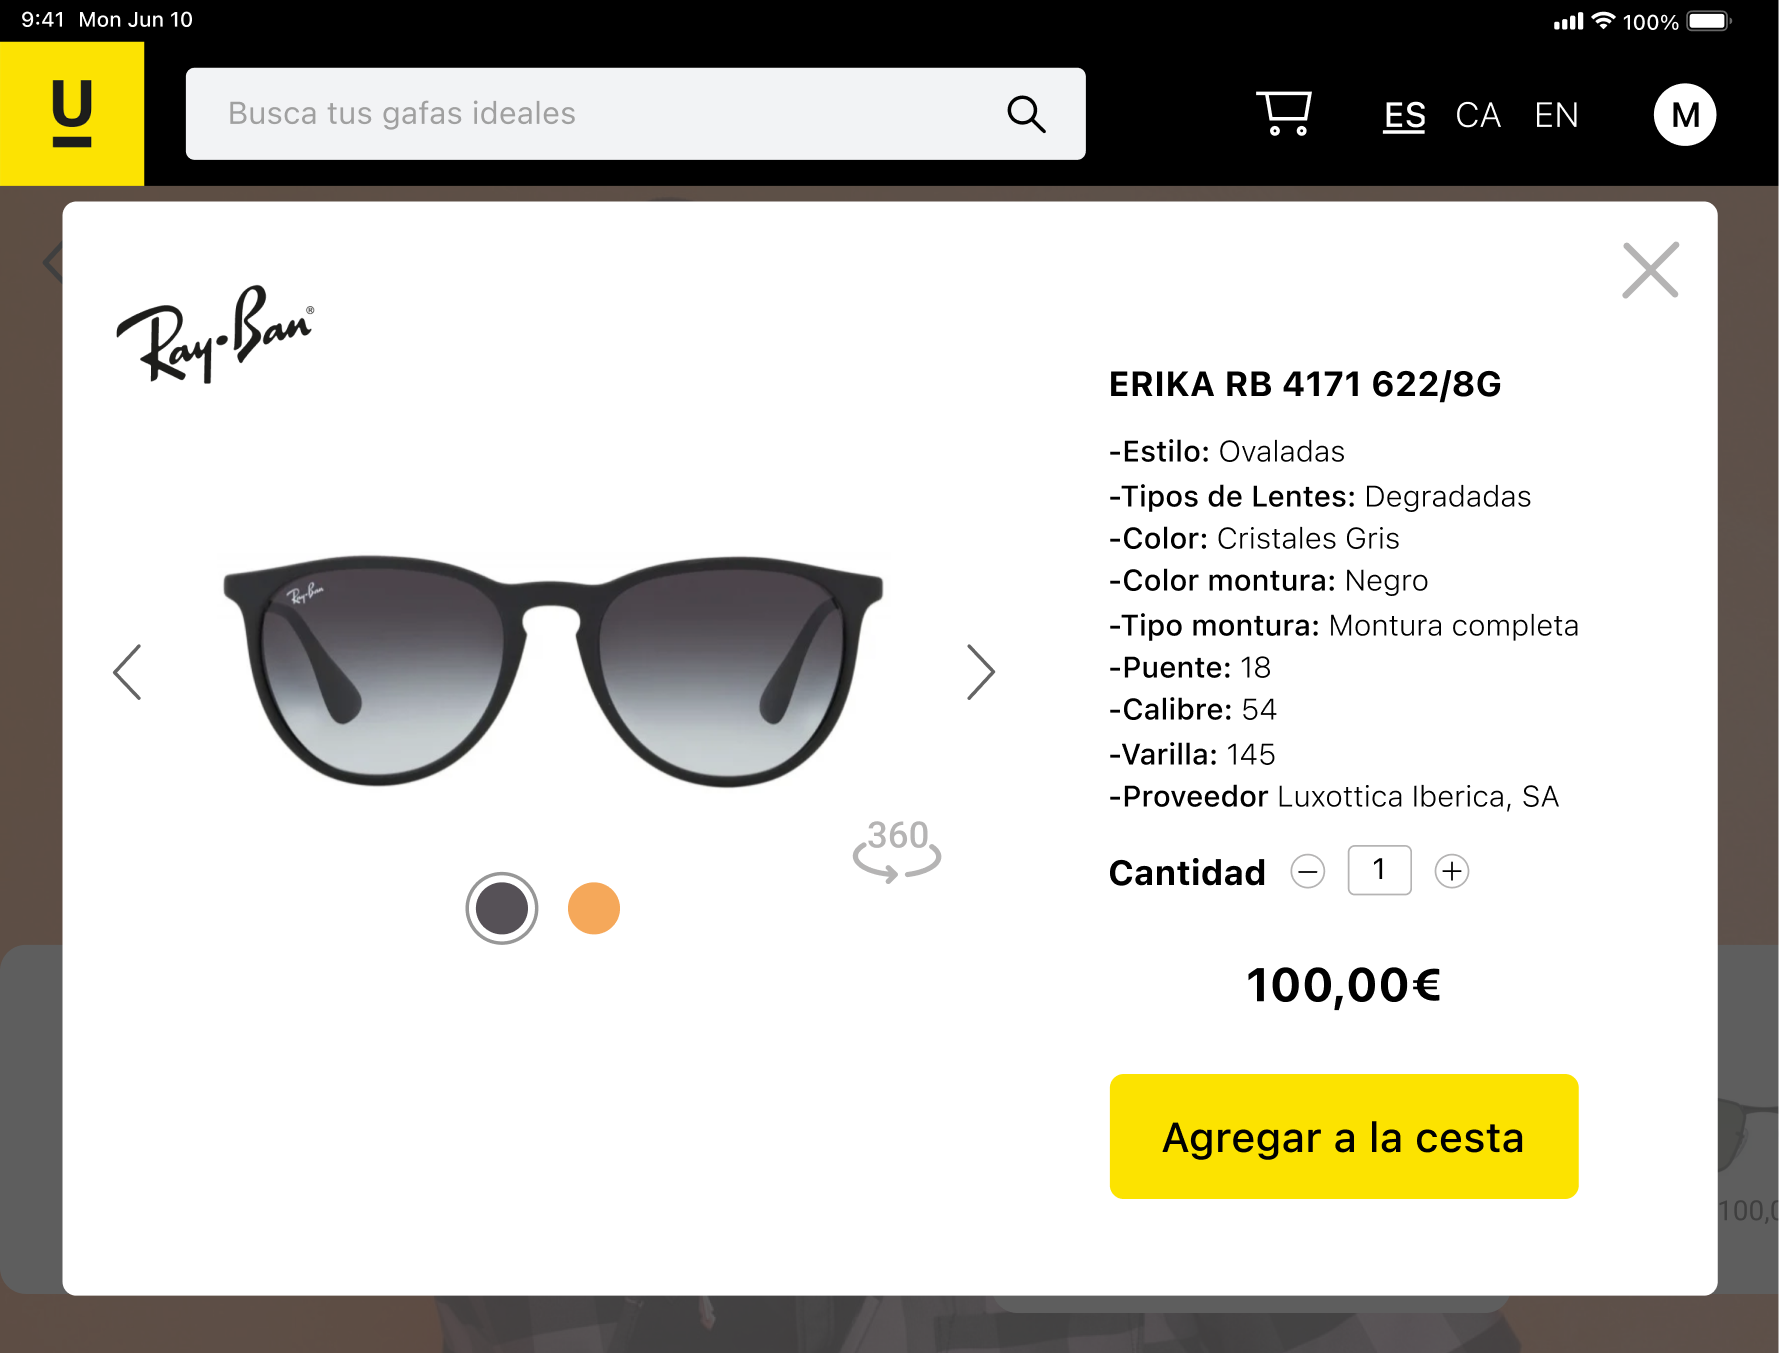 9:41 Mon Jun 10
100%
U
Busca tus gafas ideales
ES CA EN
M
Ray-Ban®
ERIKA RB 4171 622/8G
-Estilo: Ovaladas
-Tipos de Lentes: Degradadas
-Color: Cristales Gris
-Color montura: Negro
-Tipo montura: Montura completa
-Puente: 18
-Calibre: 54
-Varilla: 145
-Proveedor Luxottica Iberica, SA
Ray-Ban
360
Cantidad 1
100,00€
Agregar a la cesta